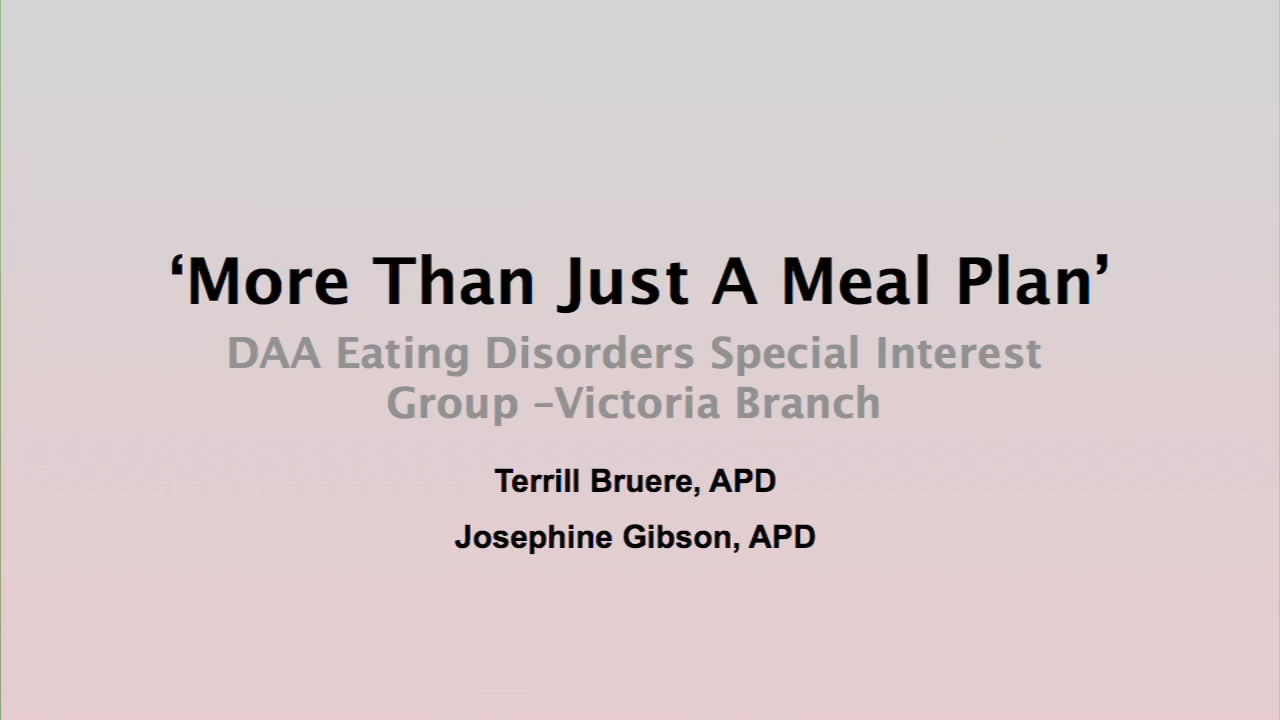 ‘More Than Just A Meal Plan’
DAA Eating Disorders Special Interest
Group –Victoria Branch
Terrill Bruere, APD
Josephine Gibson, APD